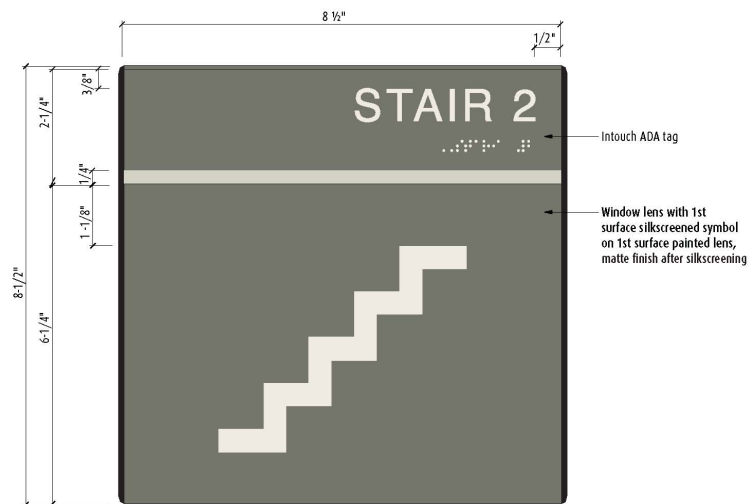 8 ½"
1/2"
3/8"
2-1/4"
STAIR 2
Intouch ADA tag
1/4"
1 -1/8"
Window lens with 1st
surface silkscreened symbol
on 1st surface painted lens,
matte finish after silkscreening
8-1/2"
6-1/4"